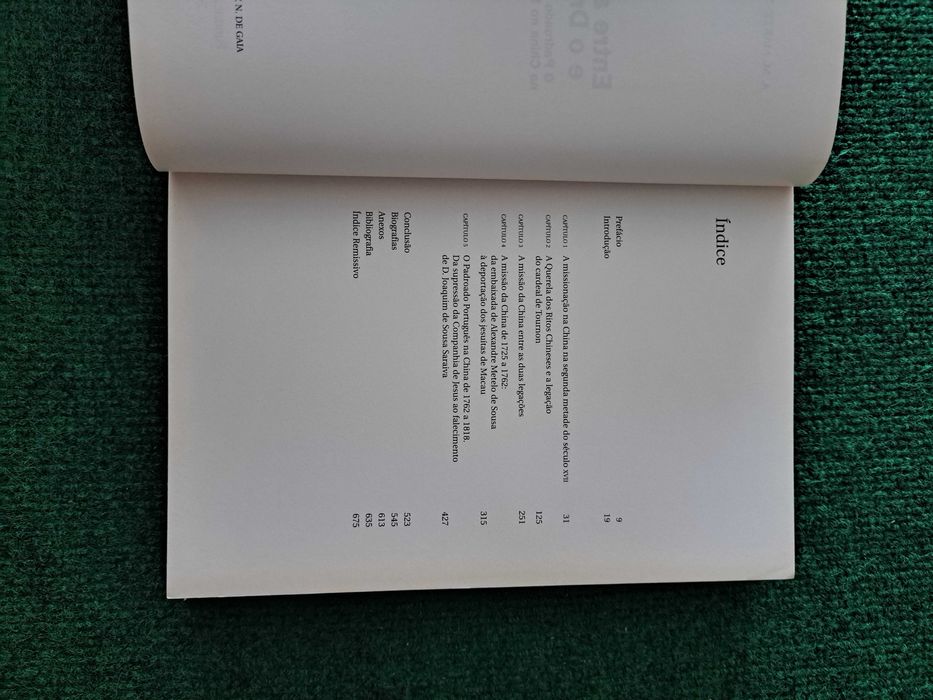 V. N. DE GAIA
Índice
Prefácio 9
Introdução 19
CAPÍTULO 1 A missionação na China na segunda metade do século XVII 31
CAPÍTULO 2 A Querela dos Ritos Chineses e a legação
do cardeal de Tournon 125
CAPÍTULO 3 A missão da China entre as duas legações 251
CAPÍTULO 4 A missão da China de 1725 a 1762:
da embaixada de Alexandre Metelo de Sousa
à deportação dos jesuítas de Macau 315
CAPÍTULO 5 O Padroado Português na China de 1762 a 1818.
Da supressão da Companhia de Jesus ao falecimento
de D. Joaquim de Sousa Saraiva 427
Conclusão 523
Biografias 545
Anexos 613
Bibliografia 635
Índice Remissivo 675